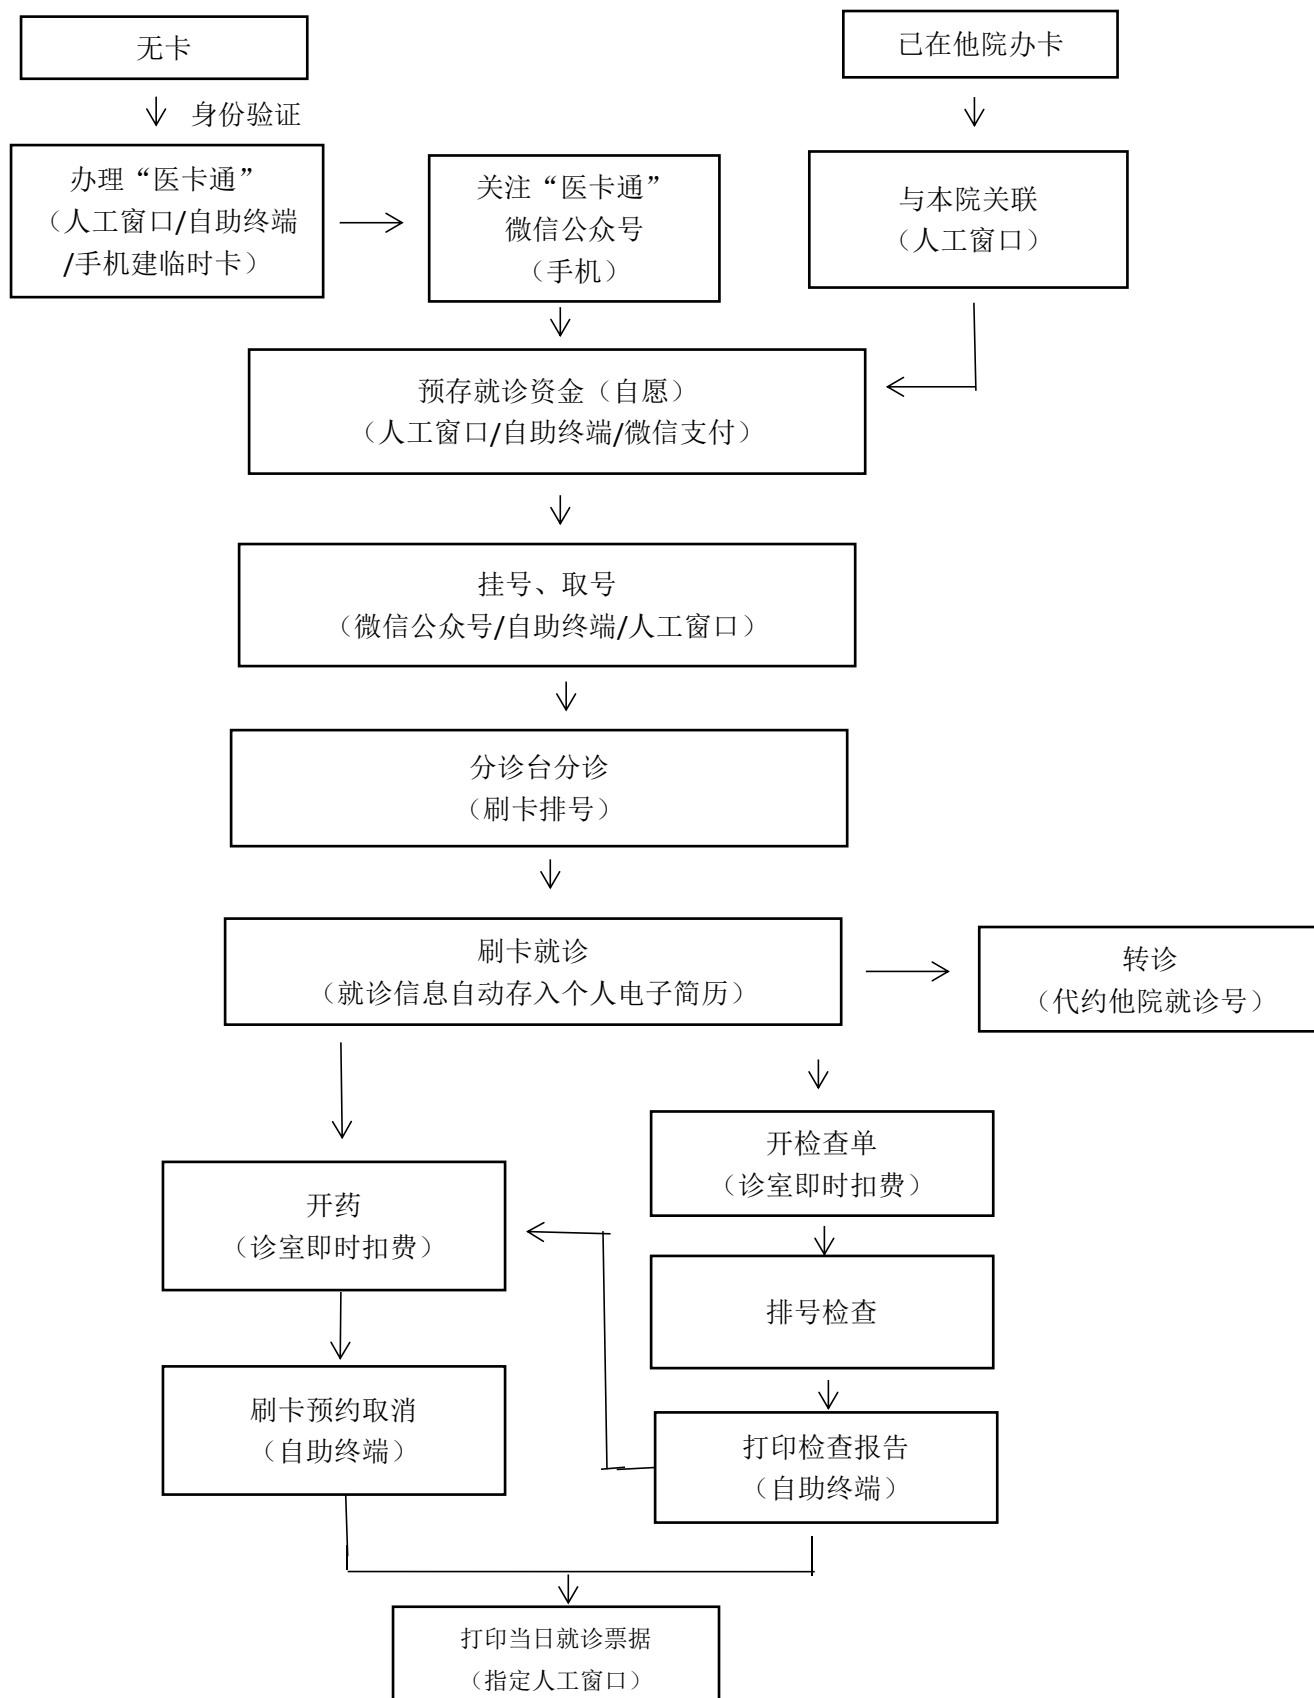 无卡
已在他院办卡
身份验证
办理“医卡通”
（人工窗口/自助终端
/手机建临时卡）
关注“医卡通”
微信公众号
（手机）
与本院关联
（人工窗口）
预存就诊资金（自愿）
（人工窗口/自助终端/微信支付）
挂号、取号
（微信公众号/自助终端/人工窗口）
分诊台分诊
（刷卡排号）
刷卡就诊
（就诊信息自动存入个人电子简历）
转诊
（代约他院就诊号）
开检查单
（诊室即时扣费）
开药
（诊室即时扣费）
排号检查
刷卡预约取消
（自助终端）
打印检查报告
（自助终端）
打印当日就诊票据
（指定人工窗口）